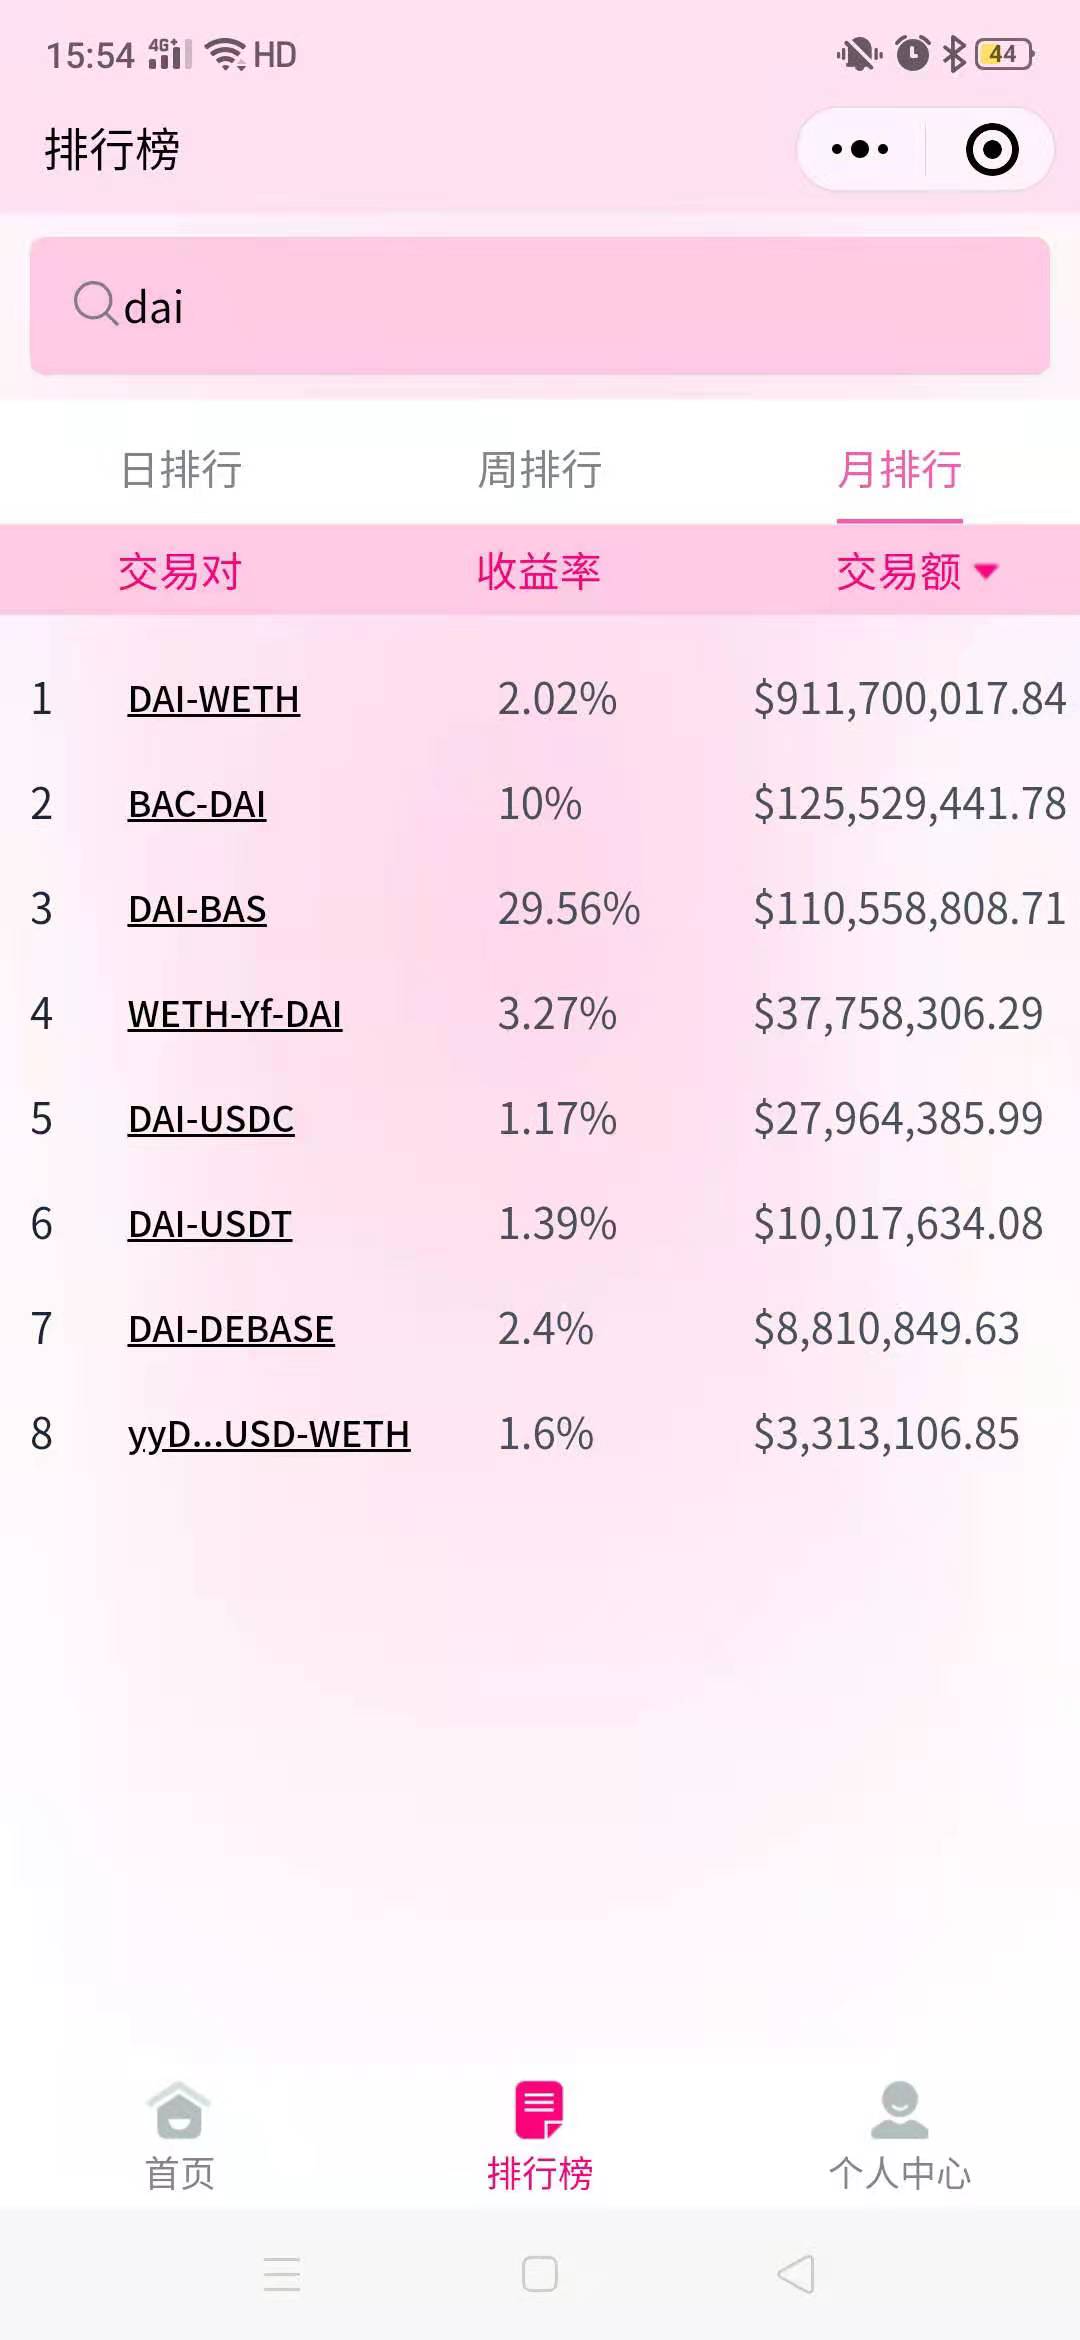 15:54 4G+ HD 44
排行榜
dai
日排行 周排行 月排行
交易对 收益率 交易额
1 DAI-WETH 2.02% $911,700,017.84
2 BAC-DAI 10% $125,529,441.78
3 DAI-BAS 29.56% $110,558,808.71
4 WETH-Yf-DAI 3.27% $37,758,306.29
5 DAI-USDC 1.17% $27,964,385.99
6 DAI-USDT 1.39% $10,017,634.08
7 DAI-DEBASE 2.4% $8,810,849.63
8 yyD...USD-WETH 1.6% $3,313,106.85
首页 排行榜 个人中心